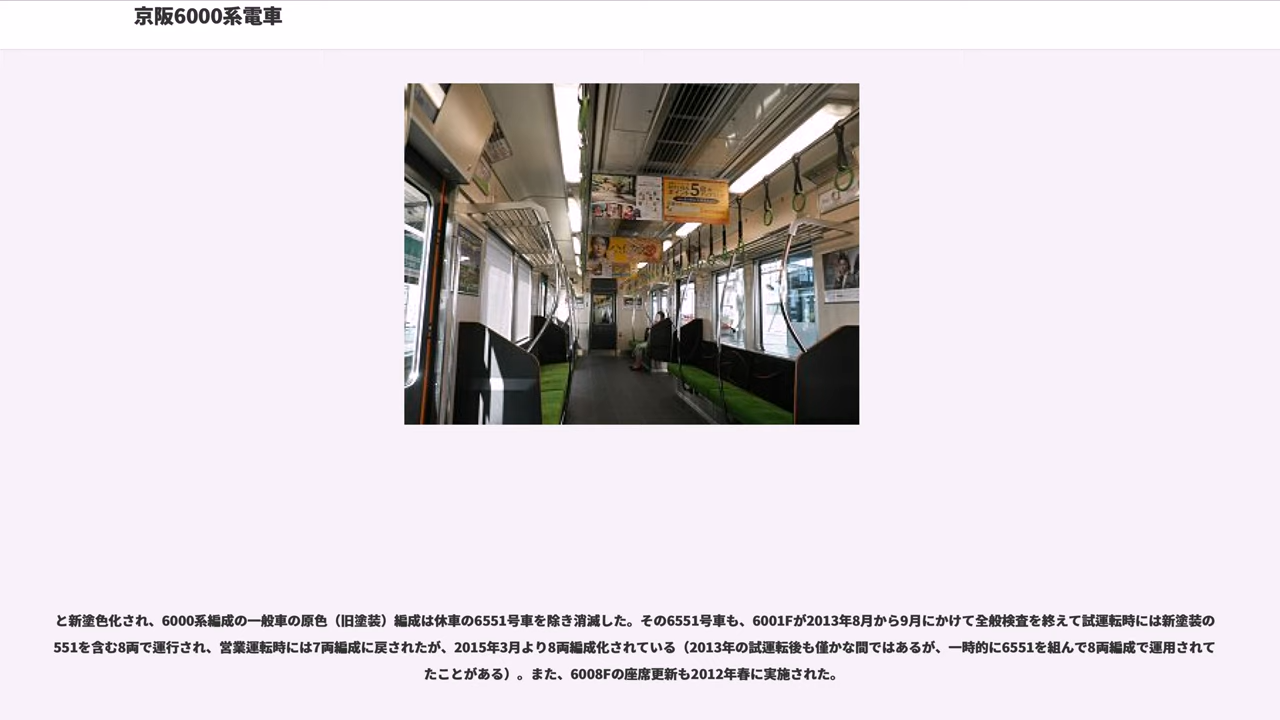 京阪6000系電車
と新塗色化され、6000系編成の一般車の原色（旧塗装）編成は休車の6551号車を除き消滅した。その6551号車も、6001Fが2013年8月から9月にかけて全般検査を終えて試運転時には新塗装の
551を含む8両で運行され、営業運転時には7両編成に戻されたが、2015年3月より8両編成化されている（2013年の試運転後も僅かな間ではあるが、一時的に6551を組んで8両編成で運用されて
たことがある）。また、6008Fの座席更新も2012年春に実施された。